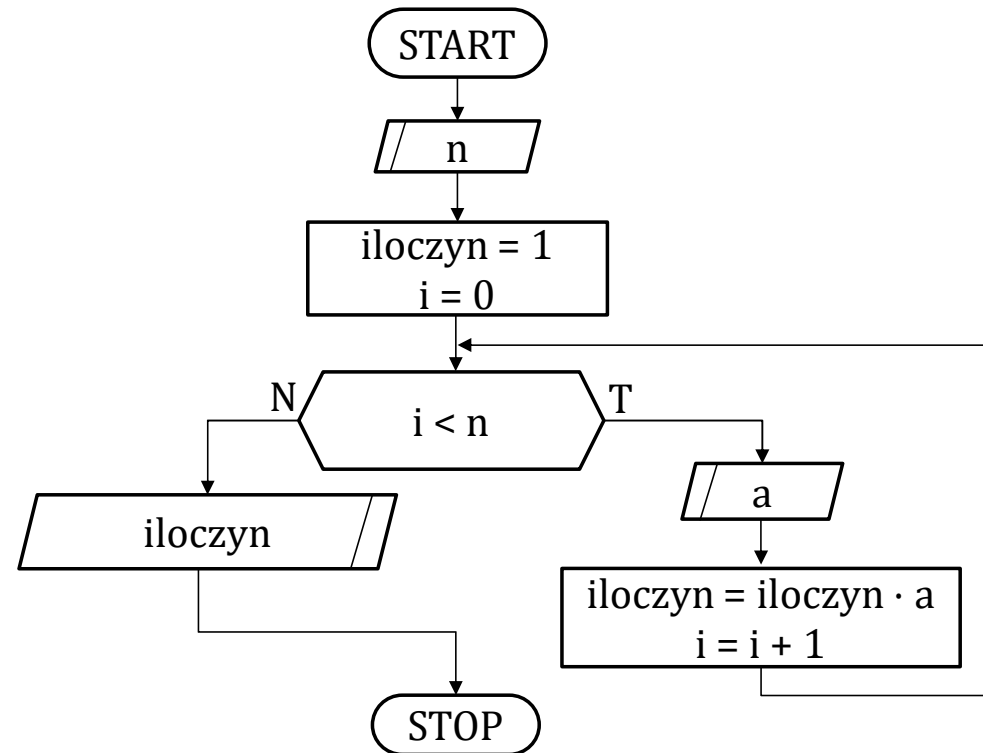 START
n
iloczyn = 1
i = 0
N
i < n
T
iloczyn
a
iloczyn = iloczyn · a
i = i + 1
STOP